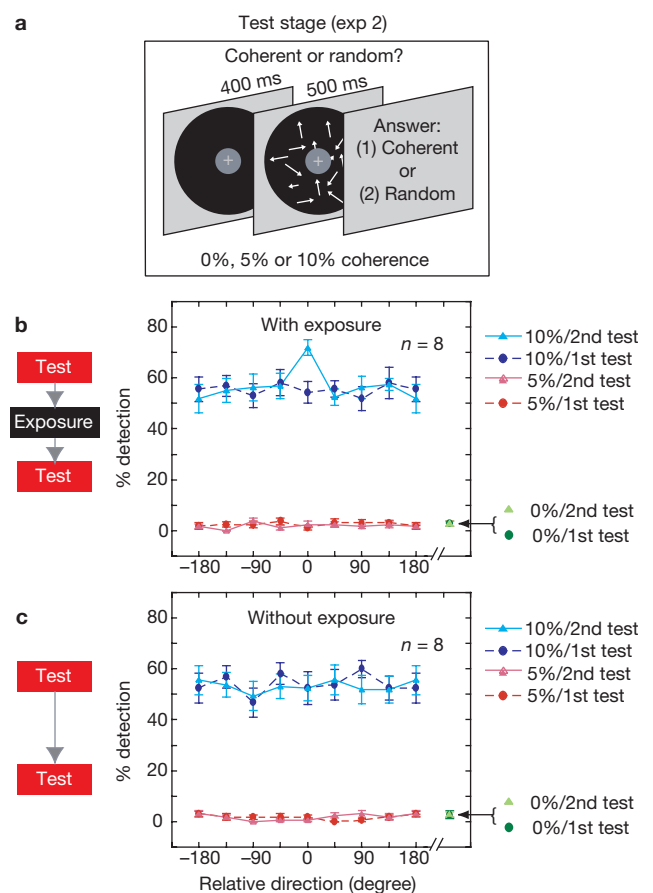 a
Test stage (exp 2)
Coherent or random?
400 ms
500 ms
Answer:
(1) Coherent
or
(2) Random
0%, 5% or 10% coherence
b
Test
Exposure
Test
% detection
80
60
40
20
0
With exposure
n = 8
10%/2nd test
10%/1st test
5%/2nd test
5%/1st test
0%/2nd test
0%/1st test
−180
−90
0
90
180
c
Test
Test
% detection
80
60
40
20
0
Without exposure
n = 8
10%/2nd test
10%/1st test
5%/2nd test
5%/1st test
0%/2nd test
0%/1st test
−180
−90
0
90
180
Relative direction (degree)